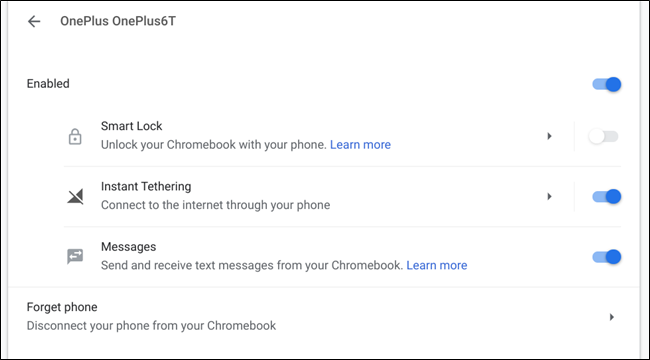 OnePlus OnePlus6T
Enabled
Smart Lock
Unlock your Chromebook with your phone. Learn more
Instant Tethering
Connect to the internet through your phone
Messages
Send and receive text messages from your Chromebook. Learn more
Forget phone
Disconnect your phone from your Chromebook